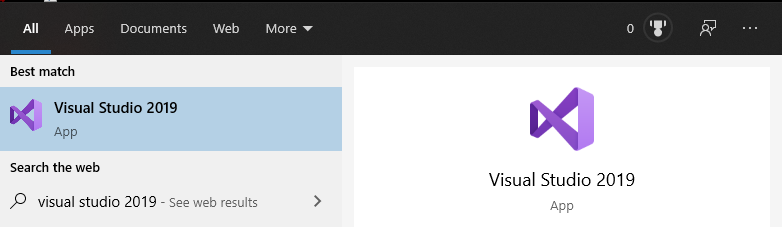 All Apps Documents Web More 0
Best match
Visual Studio 2019
App
Search the web
visual studio 2019 - See web results
Visual Studio 2019
App